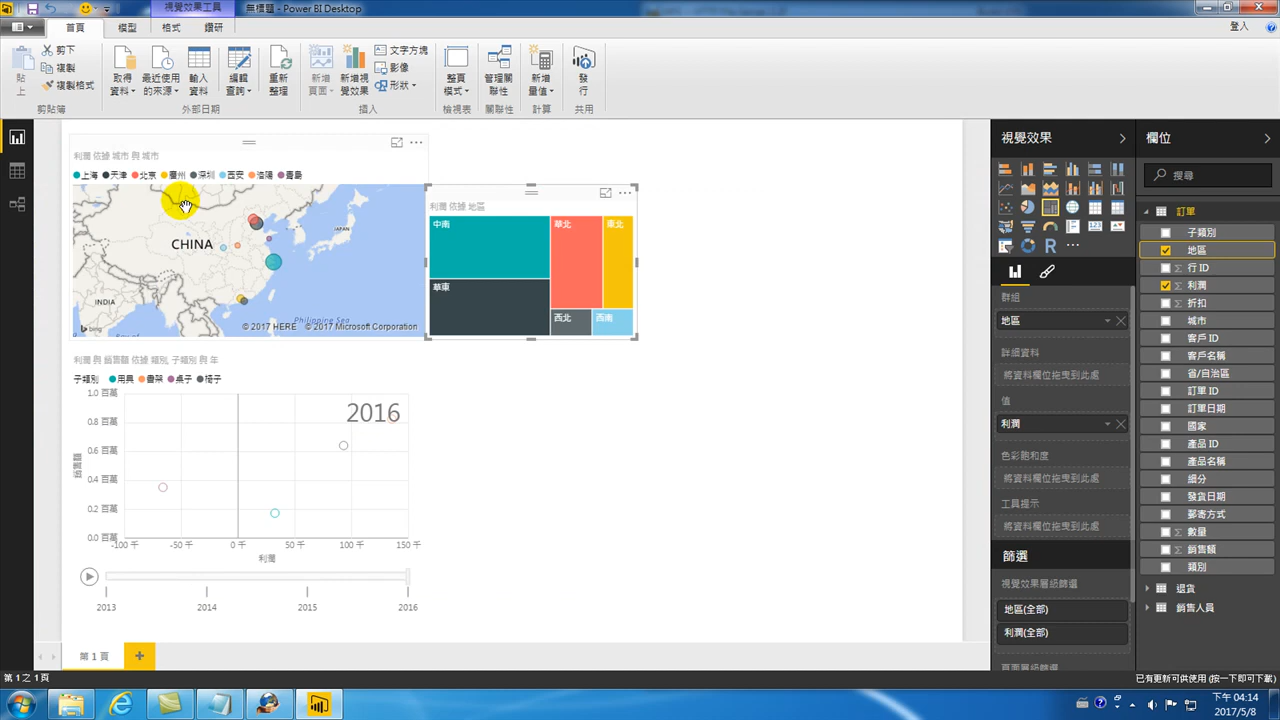 視覺效果工具
無標題 - Power BI Desktop
首頁
模型
格式
鑽研
登入
貼上
剪下
複製
複製格式
剪貼簿
取得資料
最近使用的來源
輸入資料
編輯查詢
重新整理
外部日期
新增頁面
新增視覺效果
文字方塊
影像
形狀
插入
整頁模式
檢視表
管理關聯性
關聯性
新增量值
計算
發行
共用
利潤 依據 城市 與 城市
上海 天津 北京 臺州 深圳 西安 洛陽 青島
CHINA
JAPAN
INDIA
Philippine Sea
bing
© 2017 HERE © 2017 Microsoft Corporation
利潤 依據 地區
中南
華北
東北
華東
西北
西南
利潤 與 銷售額 依據 類別, 子類別 與 年
子類別 用具 書架 桌子 椅子
2016
1.0 百萬
0.8 百萬
0.6 百萬
0.4 百萬
0.2 百萬
0.0 百萬
銷售額
-100 千 -50 千 0 千 50 千 100 千 150 千
利潤
2013 2014 2015 2016
第 1 頁
第 1 之 1 頁
視覺效果
群組
地區
詳細資料
將資料欄位拖曳到此處
值
利潤
色彩飽和度
將資料欄位拖曳到此處
工具提示
將資料欄位拖曳到此處
篩選
視覺效果層級篩選
地區(全部)
利潤(全部)
頁面層級篩選
欄位
搜尋
訂單
子類別
地區
行 ID
利潤
折扣
城市
客戶 ID
客戶名稱
省/自治區
訂單 ID
訂單日期
國家
產品 ID
產品名稱
細分
發貨日期
郵寄方式
數量
銷售額
類別
退貨
銷售人員
已有更新可供使用 (按一下即可下載)
下午 04:14
2017/5/8